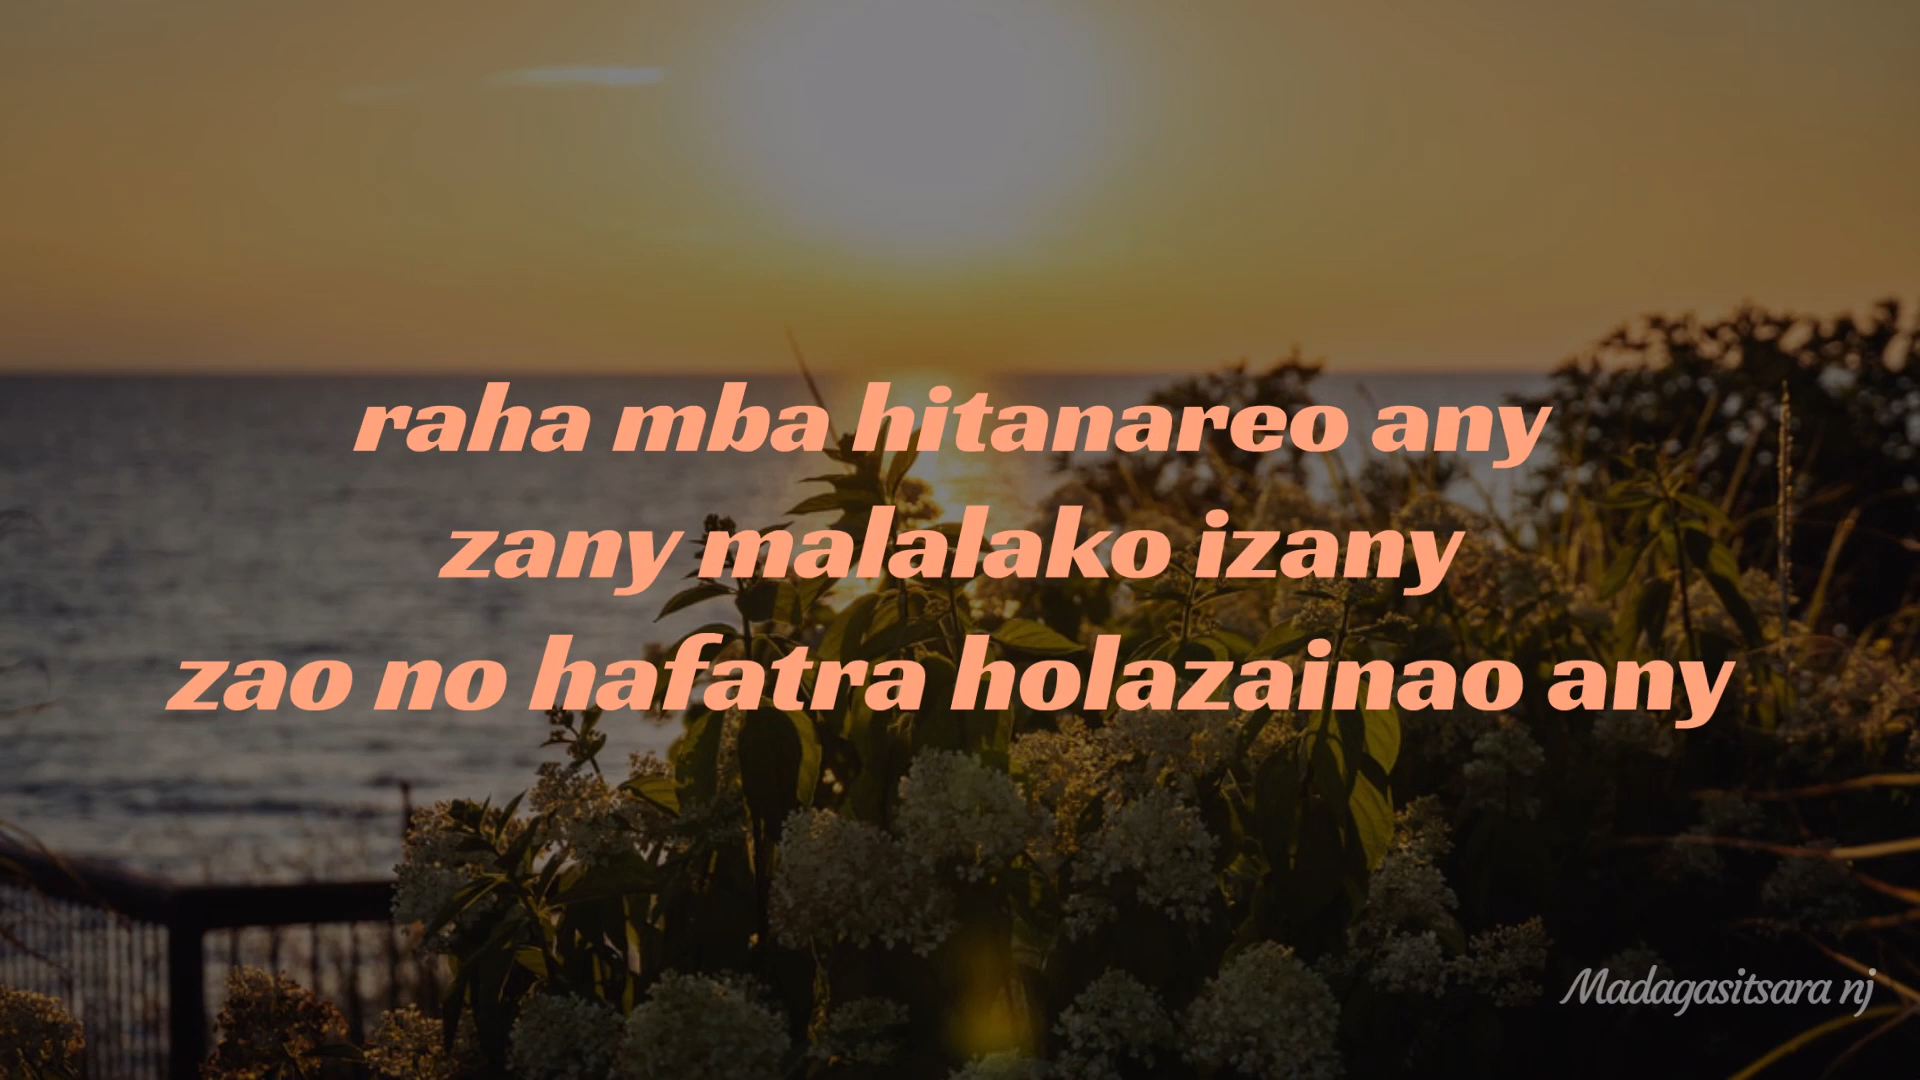 raha mba hitanareo any
zany malalako izany
zao no hafatra holazainao any
Madagasitsara nj